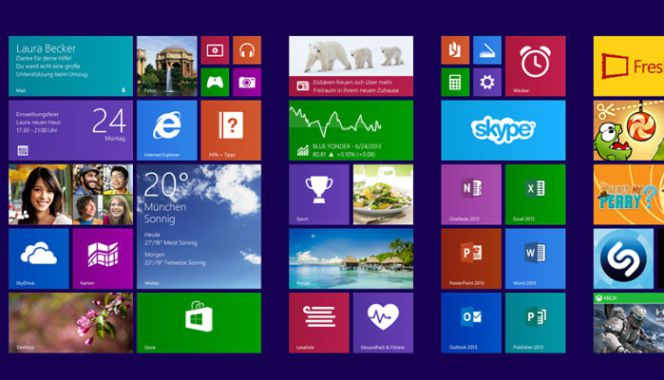 Laura Becker
Danke für deine Hilfe!
Du warst echt eine große
Unterstützung beim Umzug
Mail
Fotos
Einweihungsfeier
Laura neues Haus
17:30 - 21:00 Uhr
24
Montag
Internet Explorer
Hilfe + Tipps
20°
München
Sonnig
Heute
21°/18° Meist Sonnig
Morgen
23°/19° Teilweise Sonnig
Wetter
SkyDrive
Karten
Desktop
Store
Eisbären freuen sich über mehr
Freiraum in ihrem neuen Zuhause
BLUE YONDER - 6/24/2013
80.81 ▲ +0.10% (+0.08)
Sport
Reisen
Leseliste
Gesundheit & Fitness
Wecker
skype
OneNote 2013
Excel 2013
PowerPoint 2013
Word 2013
Outlook 2013
Publisher 2013
Fres
WHERE'S MY
PERRY?
XBOX